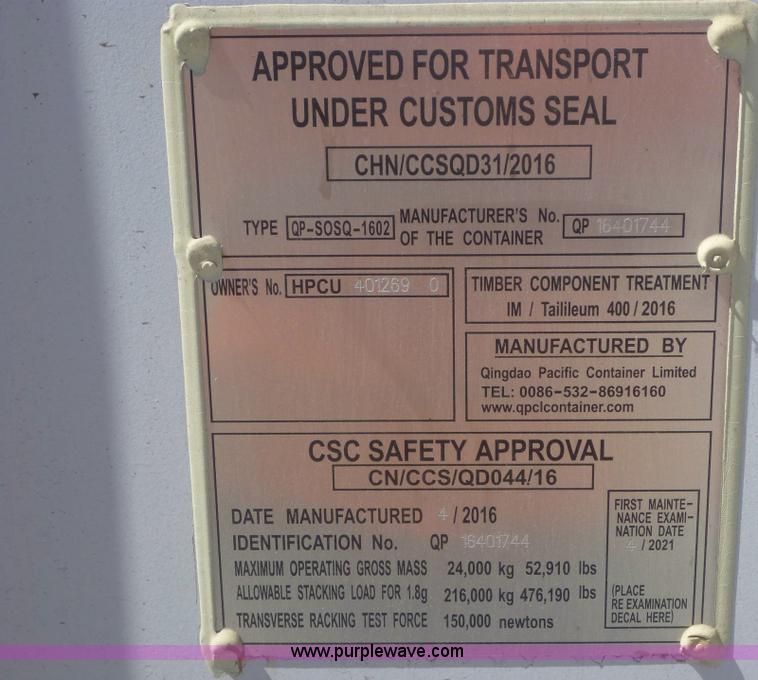 APPROVED FOR TRANSPORT
UNDER CUSTOMS SEAL
CHN/CCSQD31/2016
TYPE QP-SOSQ-1602 MANUFACTURER'S No. OF THE CONTAINER QP 16401744
OWNER'S No. HPCU 401269 0
TIMBER COMPONENT TREATMENT
IM / Tailileum 400 / 2016
MANUFACTURED BY
Qingdao Pacific Container Limited
TEL: 0086-532-86916160
www.qpclcontainer.com
CSC SAFETY APPROVAL
CN/CCS/QD044/16
DATE MANUFACTURED 4 / 2016
IDENTIFICATION No. QP 16401744
MAXIMUM OPERATING GROSS MASS 24,000 kg 52,910 lbs
ALLOWABLE STACKING LOAD FOR 1.8g 216,000 kg 476,190 lbs
TRANSVERSE RACKING TEST FORCE 150,000 newtons
FIRST MAINTE-
NANCE EXAMI-
NATION DATE
4 / 2021
(PLACE
RE EXAMINATION
DECAL HERE)
www.purplewave.com